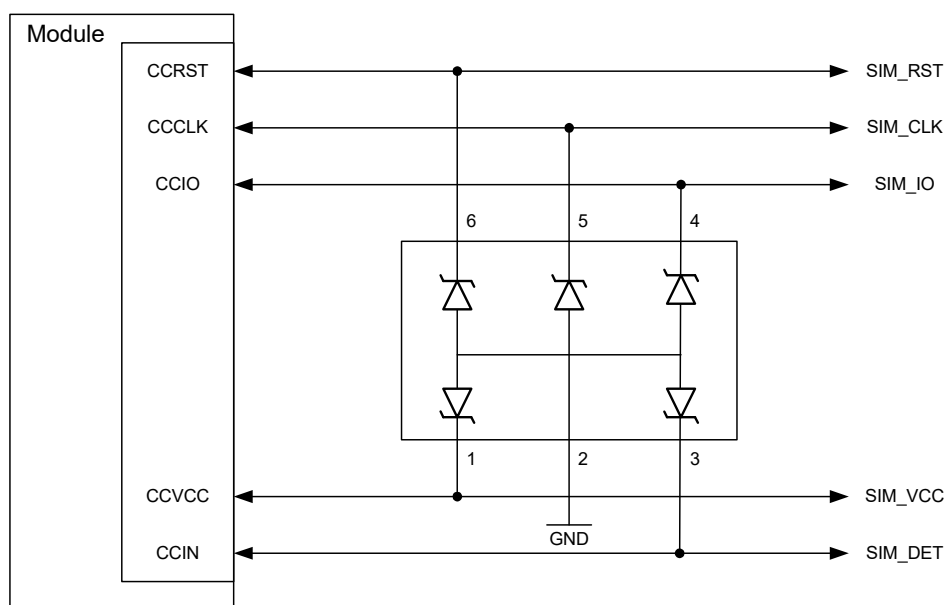 Module
CCRST
SIM_RST
CCCLK
SIM_CLK
CCIO
SIM_IO
6
5
4
1
2
3
CCVCC
SIM_VCC
GND
CCIN
SIM_DET